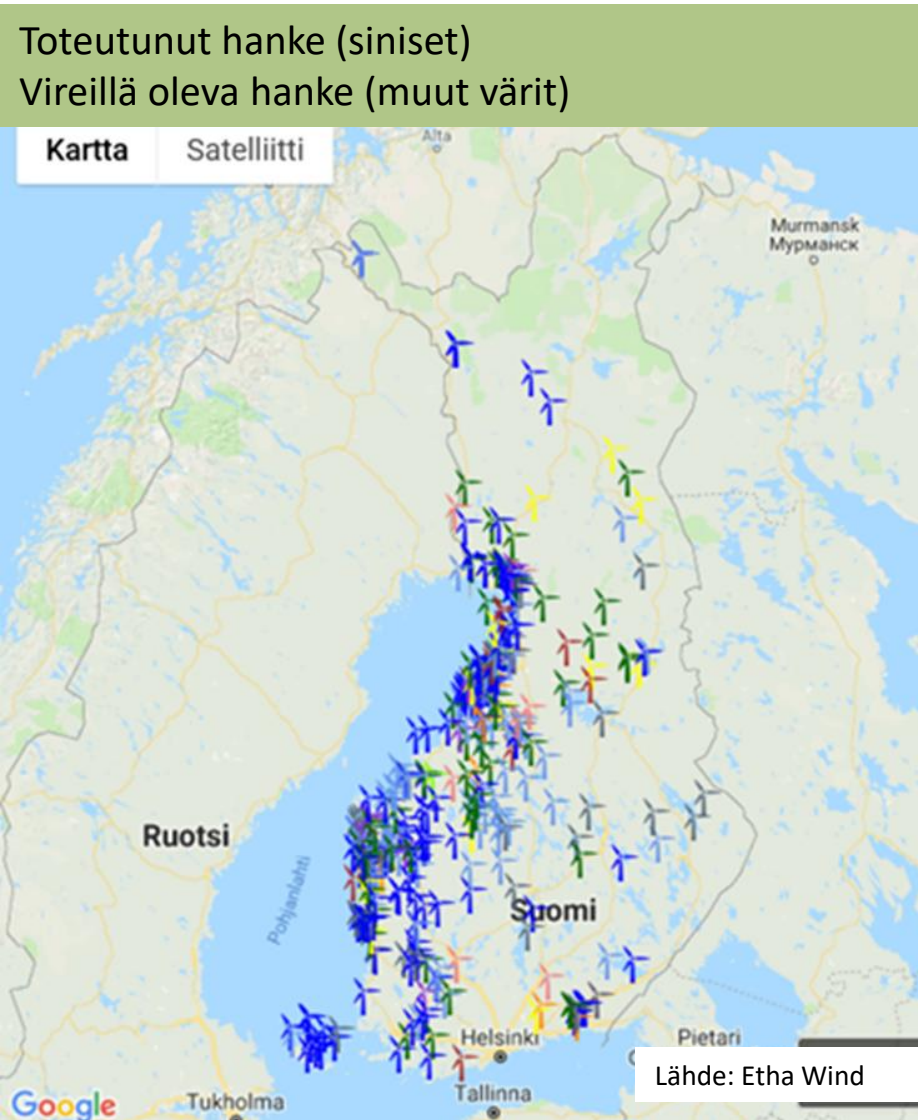 Toteutunut hanke (siniset)
Vireillä oleva hanke (muut värit)
Kartta
Satelliitti
Alta
Murmansk
Мурманск
Ruotsi
Pohjanlahti
Suomi
Helsinki
Pietari
Lähde: Etha Wind
Tallinna
Tukholma
Google